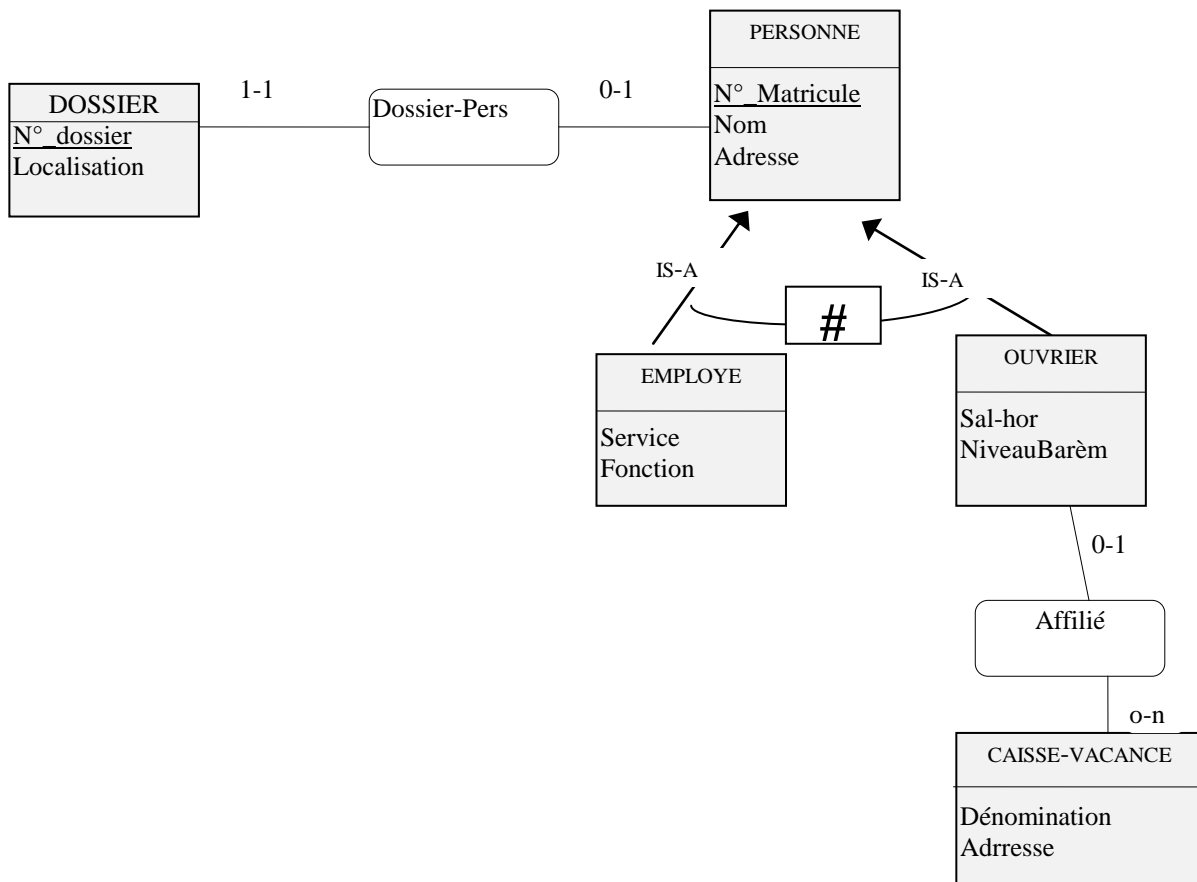 PERSONNE
N°_Matricule
Nom
Adresse
1-1
0-1
DOSSIER
N°_dossier
Localisation
Dossier-Pers
IS-A
IS-A
#
EMPLOYE
Service
Fonction
OUVRIER
Sal-hor
NiveauBarèm
0-1
Affilié
o-n
CAISSE-VACANCE
Dénomination
Adrresse